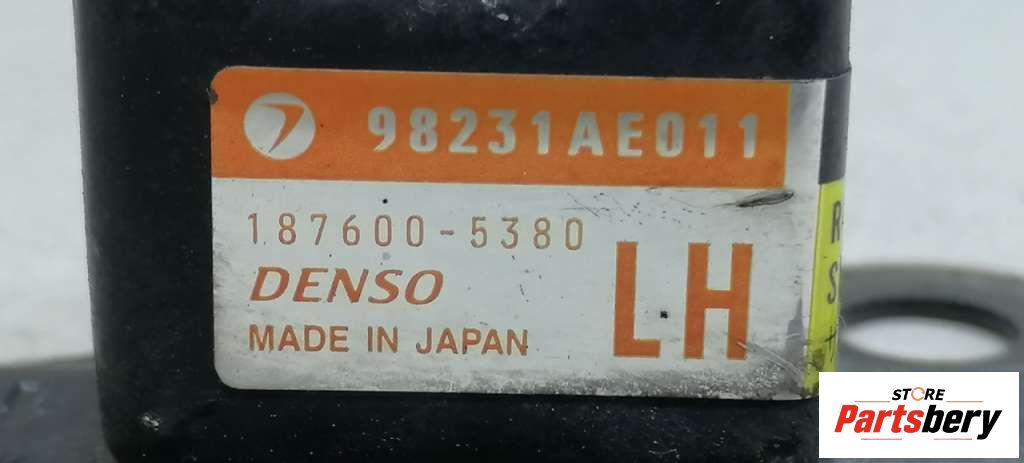 98231AE011
187600-5380
DENSO
LH
MADE IN JAPAN
STORE
Partsbery